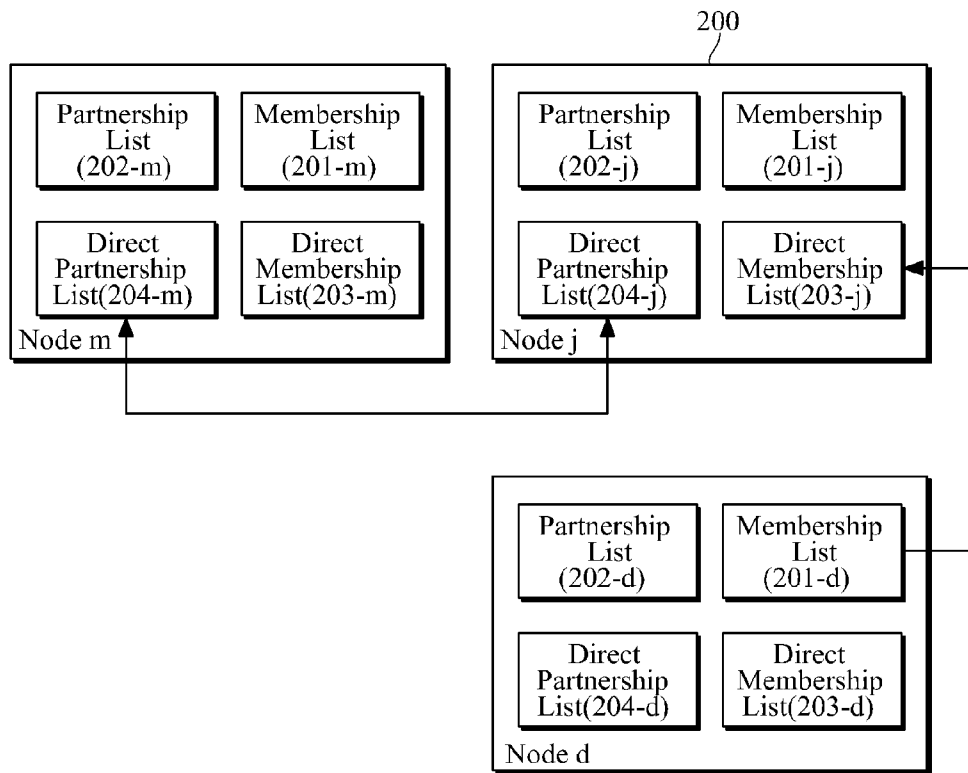 200
Partnership
List
(202-m)
Membership
List
(201-m)
Direct
Partnership
List(204-m)
Direct
Membership
List(203-m)
Node m
Partnership
List
(202-j)
Membership
List
(201-j)
Direct
Partnership
List(204-j)
Direct
Membership
List(203-j)
Node j
Partnership
List
(202-d)
Membership
List
(201-d)
Direct
Partnership
List(204-d)
Direct
Membership
List(203-d)
Node d